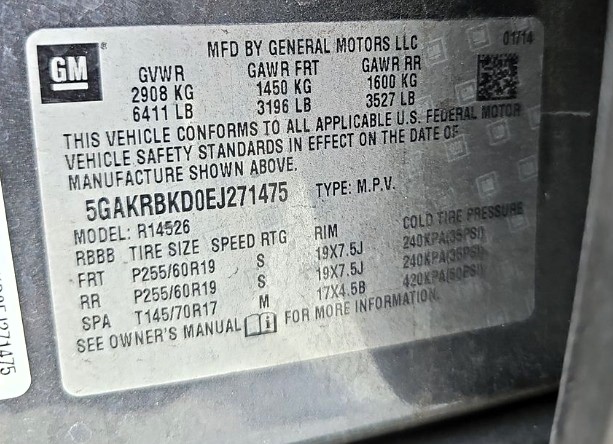 GM
MFD BY GENERAL MOTORS LLC 01/14
GVWR GAWR FRT GAWR RR
2908 KG 1450 KG 1600 KG
6411 LB 3196 LB 3527 LB
THIS VEHICLE CONFORMS TO ALL APPLICABLE U.S. FEDERAL MOTOR
VEHICLE SAFETY STANDARDS IN EFFECT ON THE DATE OF
MANUFACTURE SHOWN ABOVE.
5GAKRBKD0EJ271475 TYPE: M.P.V.
MODEL: R14526
RBBB TIRE SIZE SPEED RTG RIM COLD TIRE PRESSURE
FRT P255/60R19 S 19X7.5J 240KPA(35PSI)
RR P255/60R19 S 19X7.5J 240KPA(35PSI)
SPA T145/70R17 M 17X4.5B 420KPA(60PSI)
SEE OWNER'S MANUAL FOR MORE INFORMATION.
J271475